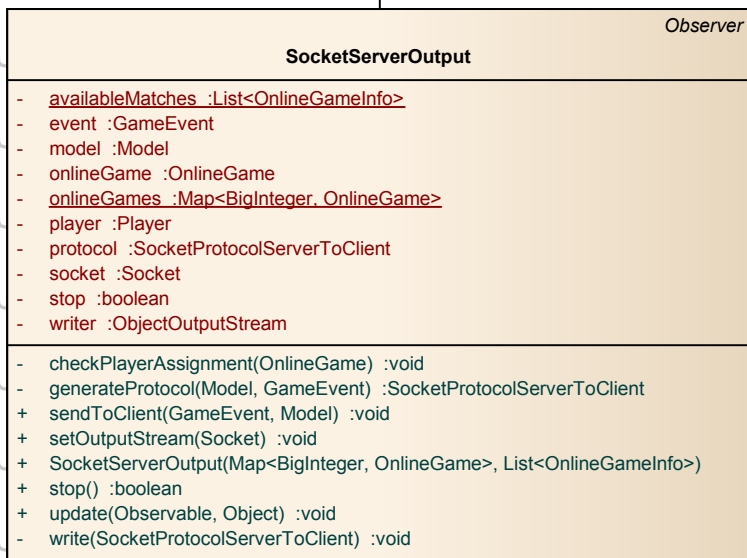 Observer
SocketServerOutput
- availableMatches :List<OnlineGameInfo>
- event :GameEvent
- model :Model
- onlineGame :OnlineGame
- onlineGames :Map<BigInteger, OnlineGame>
- player :Player
- protocol :SocketProtocolServerToClient
- socket :Socket
- stop :boolean
- writer :ObjectOutputStream
- checkPlayerAssignment(OnlineGame) :void
- generateProtocol(Model, GameEvent) :SocketProtocolServerToClient
+ sendToClient(GameEvent, Model) :void
+ setOutputStream(Socket) :void
+ SocketServerOutput(Map<BigInteger, OnlineGame>, List<OnlineGameInfo>)
+ stop() :boolean
+ update(Observable, Object) :void
- write(SocketProtocolServerToClient) :void